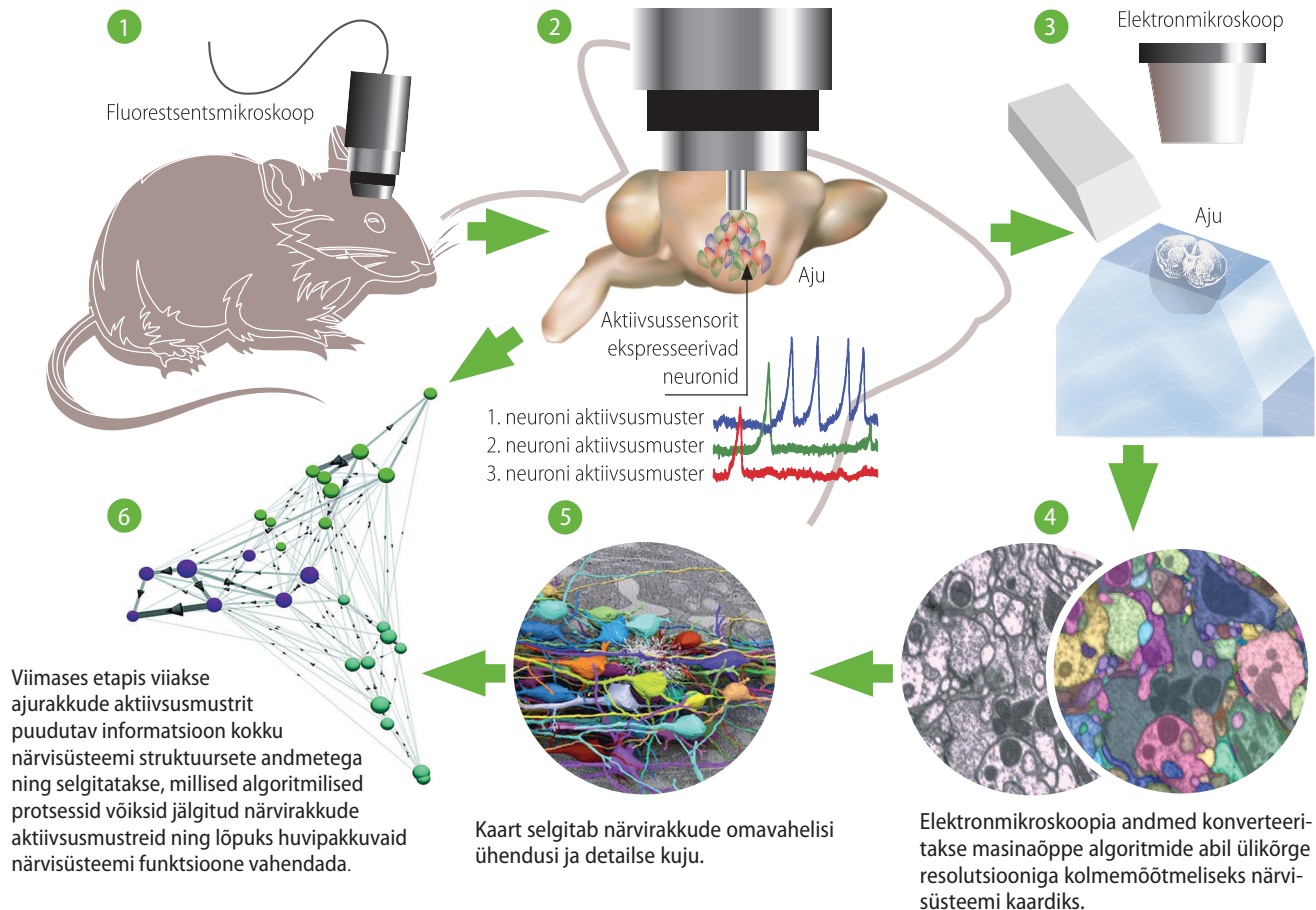 1
Fluorestsentsmikroskoop
2
Aju
Aktiivsussensorit
ekspresseerivad
neuronid
1. neuroni aktiivsusmuster
2. neuroni aktiivsusmuster
3. neuroni aktiivsusmuster
3
Elektronmikroskoop
Aju
4
Elektronmikroskoopia andmed konverteeri-
takse masinaõppe algoritmide abil ülikõrge
resolutsiooniga kolmemõõtmeliseks närvi-
süsteemi kaardiks.
5
Kaart selgitab närvirakkude omavahelisi
ühendusi ja detailse kuju.
6
Viimases etapis viiakse
ajurakkude aktiivsusmustrit
puudutav informatsioon kokku
närvisüsteemi struktuursete andmetega
ning selgitatakse, millised algoritmilised
protsessid võiksid jälgitud närvirakkude
aktiivsusmustreid ning lõpuks huvipakkuvaid
närvisüsteemi funktsioone vahendada.